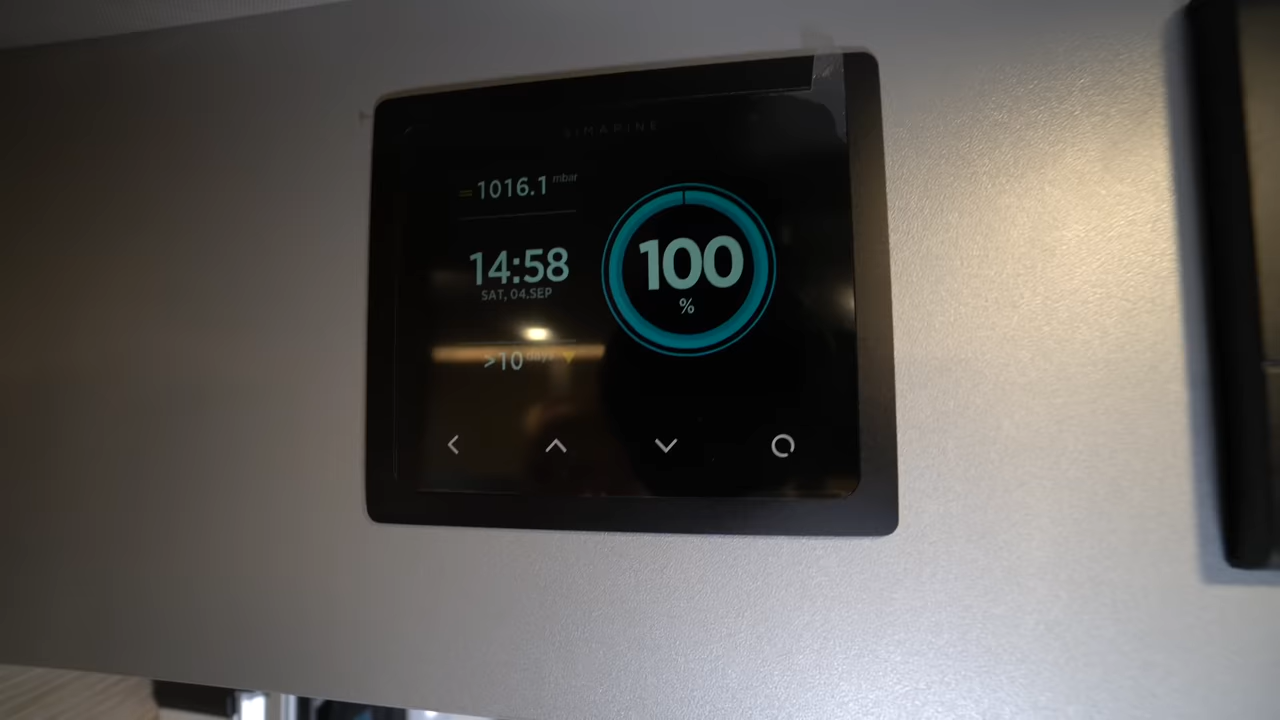 SIMARINE
= 1016.1 mbar
14:58
SAT, 04.SEP
>10 days
100
%